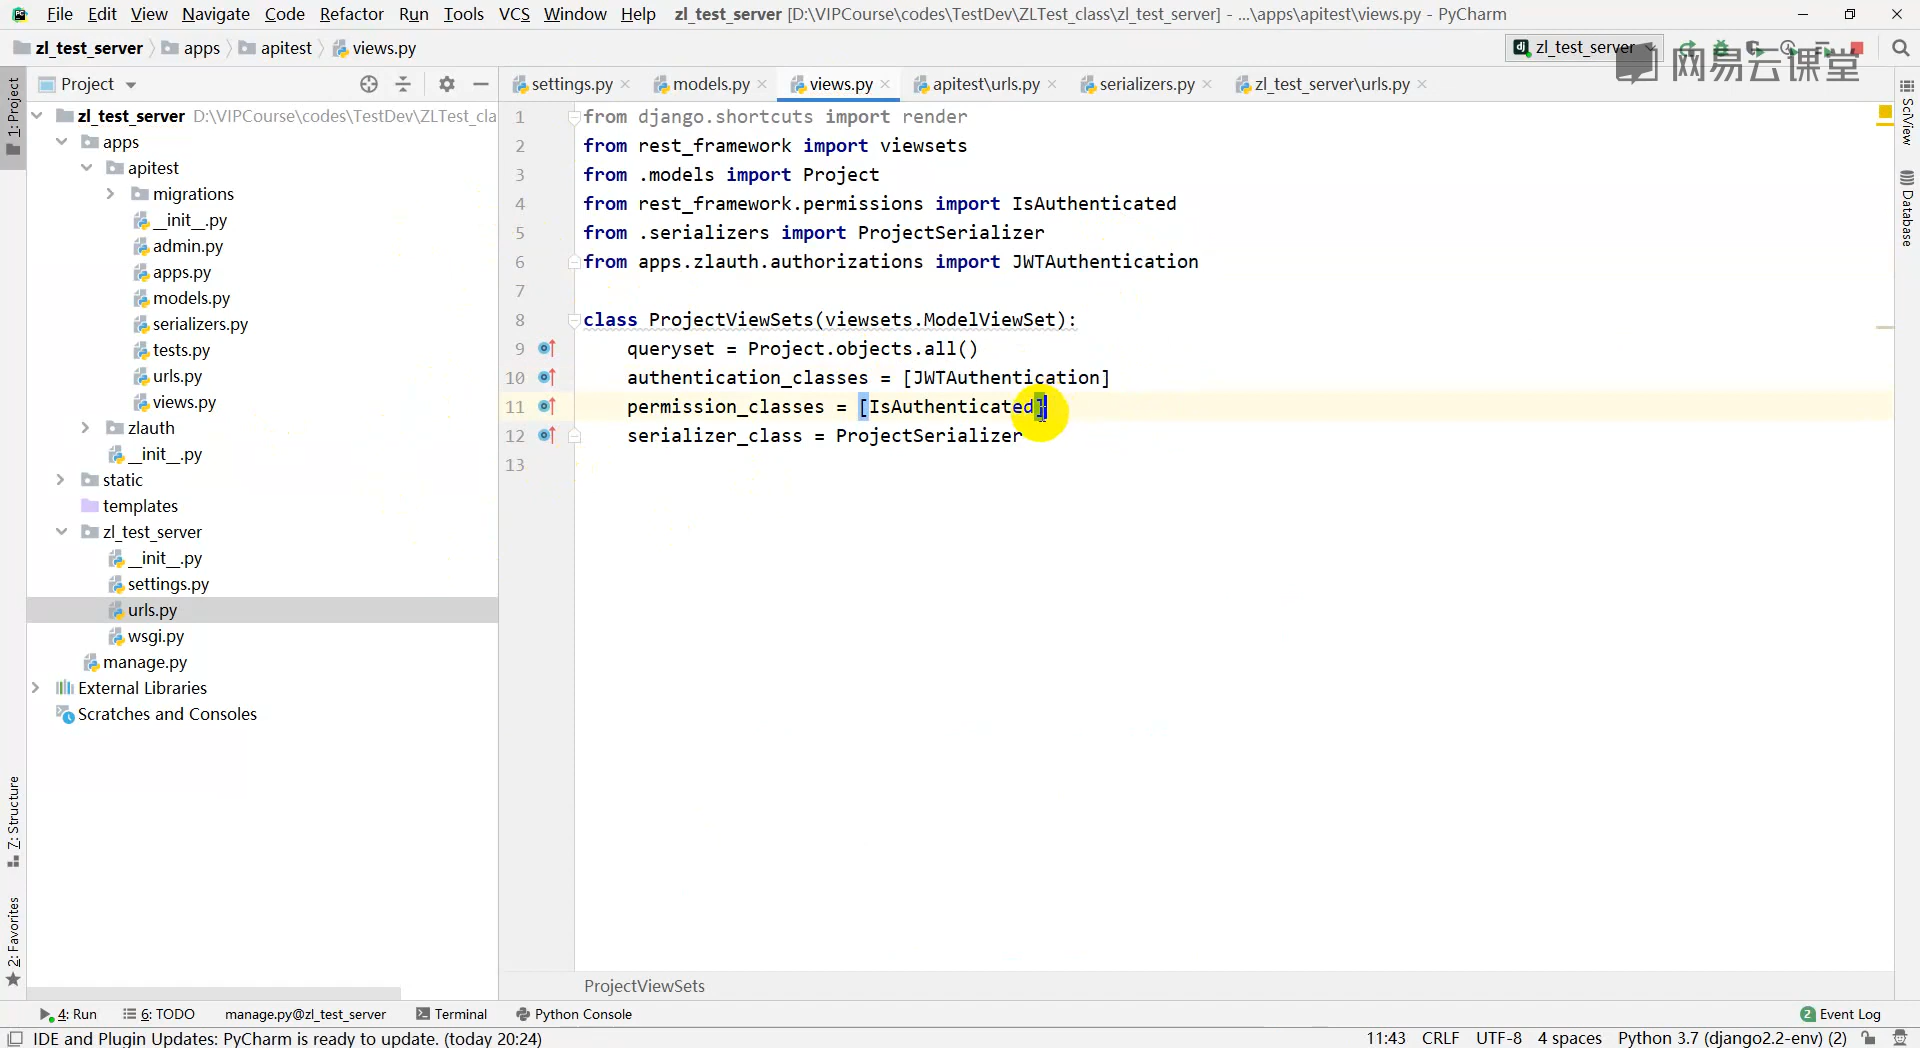 File Edit View Navigate Code Refactor Run Tools VCS Window Help zl_test_server [D:\VIPCourse\codes\TestDev\ZLTest_class\zl_test_server] - ...\apps\apitest\views.py - PyCharm
zl_test_server apps apitest views.py
zl_test_server
网易云课堂
Project
settings.py models.py views.py apitest\urls.py serializers.py zl_test_server\urls.py
1: Project
zl_test_server D:\VIPCourse\codes\TestDev\ZLTest_cla
apps
apitest
migrations
__init__.py
admin.py
apps.py
models.py
serializers.py
tests.py
urls.py
views.py
zlauth
__init__.py
static
templates
zl_test_server
__init__.py
settings.py
urls.py
wsgi.py
manage.py
External Libraries
Scratches and Consoles
7: Structure
2: Favorites
1 from django.shortcuts import render
2 from rest_framework import viewsets
3 from .models import Project
4 from rest_framework.permissions import IsAuthenticated
5 from .serializers import ProjectSerializer
6 from apps.zlauth.authorizations import JWTAuthentication
7
8 class ProjectViewSets(viewsets.ModelViewSet):
9 queryset = Project.objects.all()
10 authentication_classes = [JWTAuthentication]
11 permission_classes = [IsAuthenticated]
12 serializer_class = ProjectSerializer
13
SciView
Database
ProjectViewSets
4: Run 6: TODO manage.py@zl_test_server Terminal Python Console 2 Event Log
IDE and Plugin Updates: PyCharm is ready to update. (today 20:24) 11:43 CRLF UTF-8 4 spaces Python 3.7 (django2.2-env) (2)